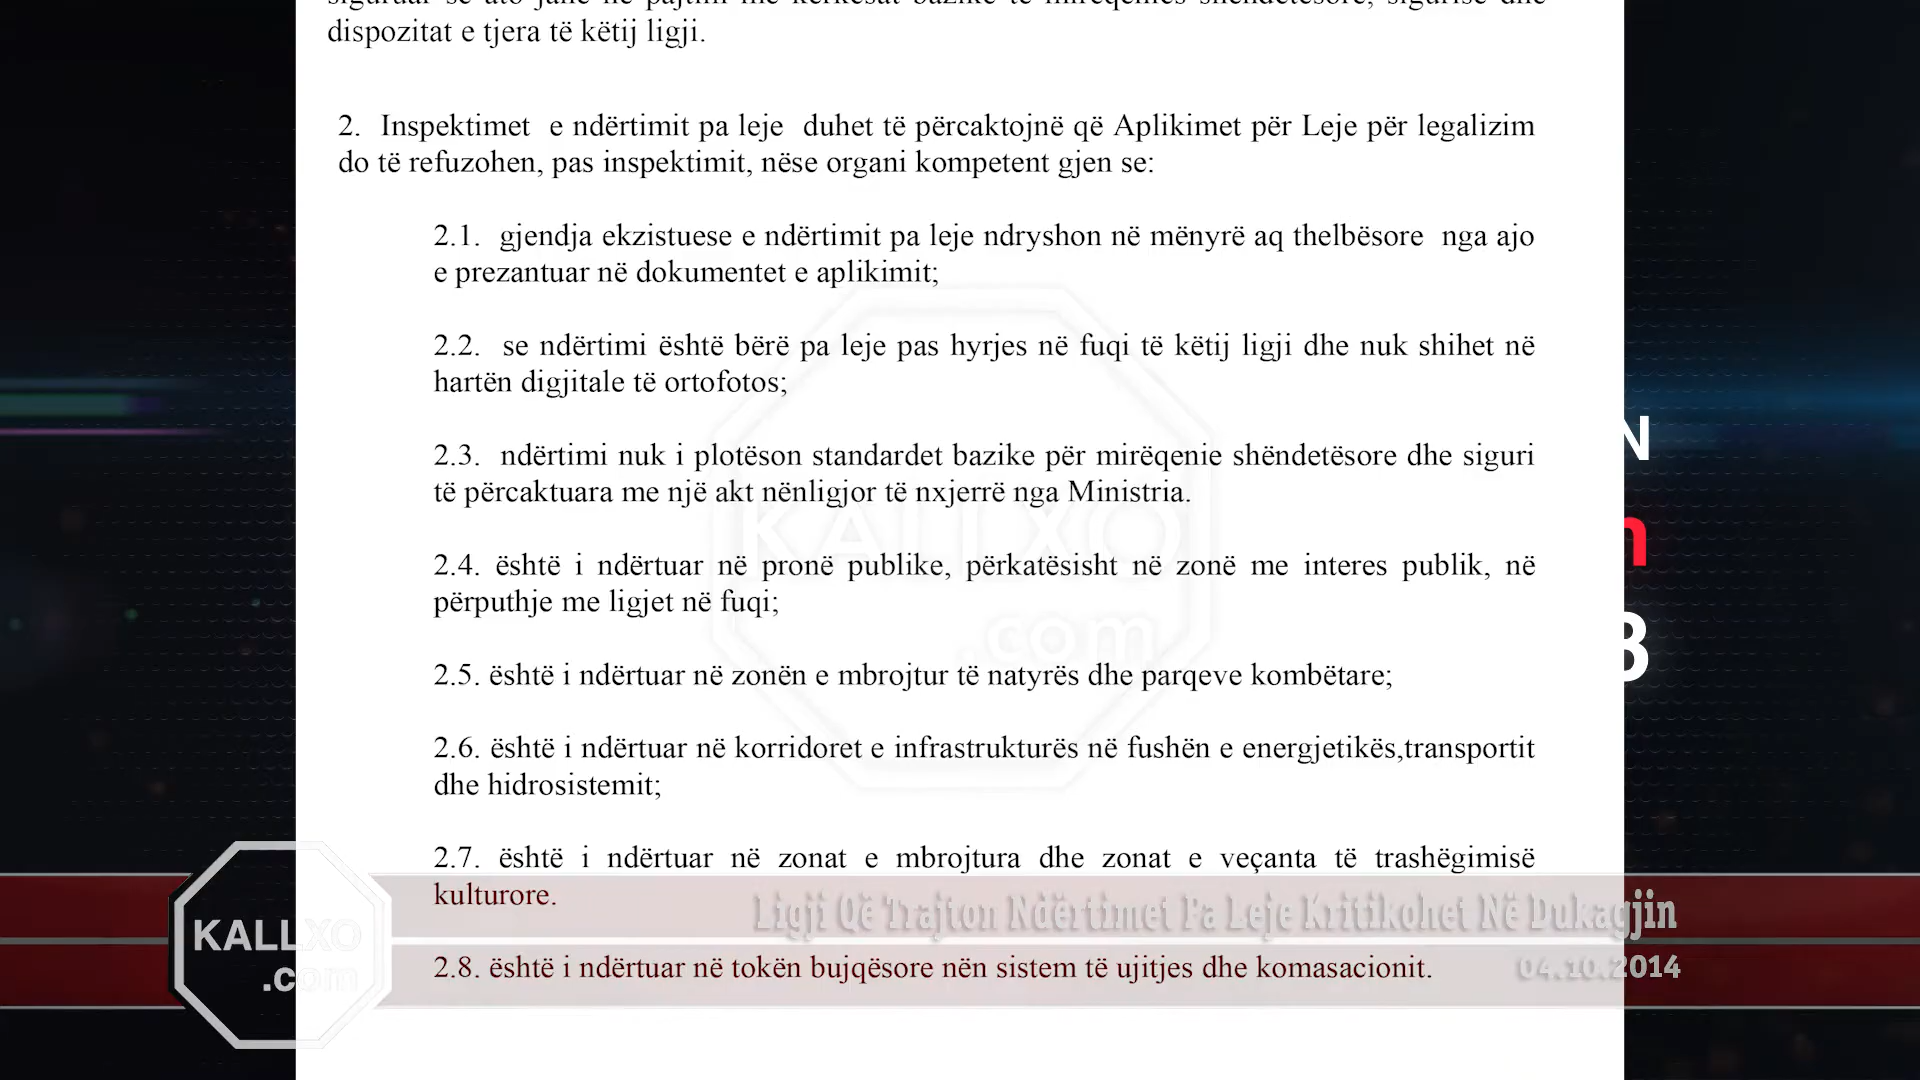 dispozitat e tjera të këtij ligji.
2. Inspektimet e ndërtimit pa leje duhet të përcaktojnë që Aplikimet për Leje për legalizim
do të refuzohen, pas inspektimit, nëse organi kompetent gjen se:
2.1. gjendja ekzistuese e ndërtimit pa leje ndryshon në mënyrë aq thelbësore nga ajo
e prezantuar në dokumentet e aplikimit;
2.2. se ndërtimi është bërë pa leje pas hyrjes në fuqi të këtij ligji dhe nuk shihet në
hartën digjitale të ortofotos;
2.3. ndërtimi nuk i plotëson standardet bazike për mirëqenie shëndetësore dhe siguri
të përcaktuara me një akt nënligjor të nxjerrë nga Ministria.
2.4. është i ndërtuar në pronë publike, përkatësisht në zonë me interes publik, në
përputhje me ligjet në fuqi;
2.5. është i ndërtuar në zonën e mbrojtur të natyrës dhe parqeve kombëtare;
2.6. është i ndërtuar në korridoret e infrastrukturës në fushën e energjetikës,transportit
dhe hidrosistemit;
2.7. është i ndërtuar në zonat e mbrojtura dhe zonat e veçanta të trashëgimisë
kulturore.
2.8. është i ndërtuar në tokën bujqësore nën sistem të ujitjes dhe komasacionit.
KALLXO
.com
Ligji Që Trajton Ndërtimet Pa Leje Kritikohet Në Dukagjin
04.10.2014
KALLXO
.com
N
n
3